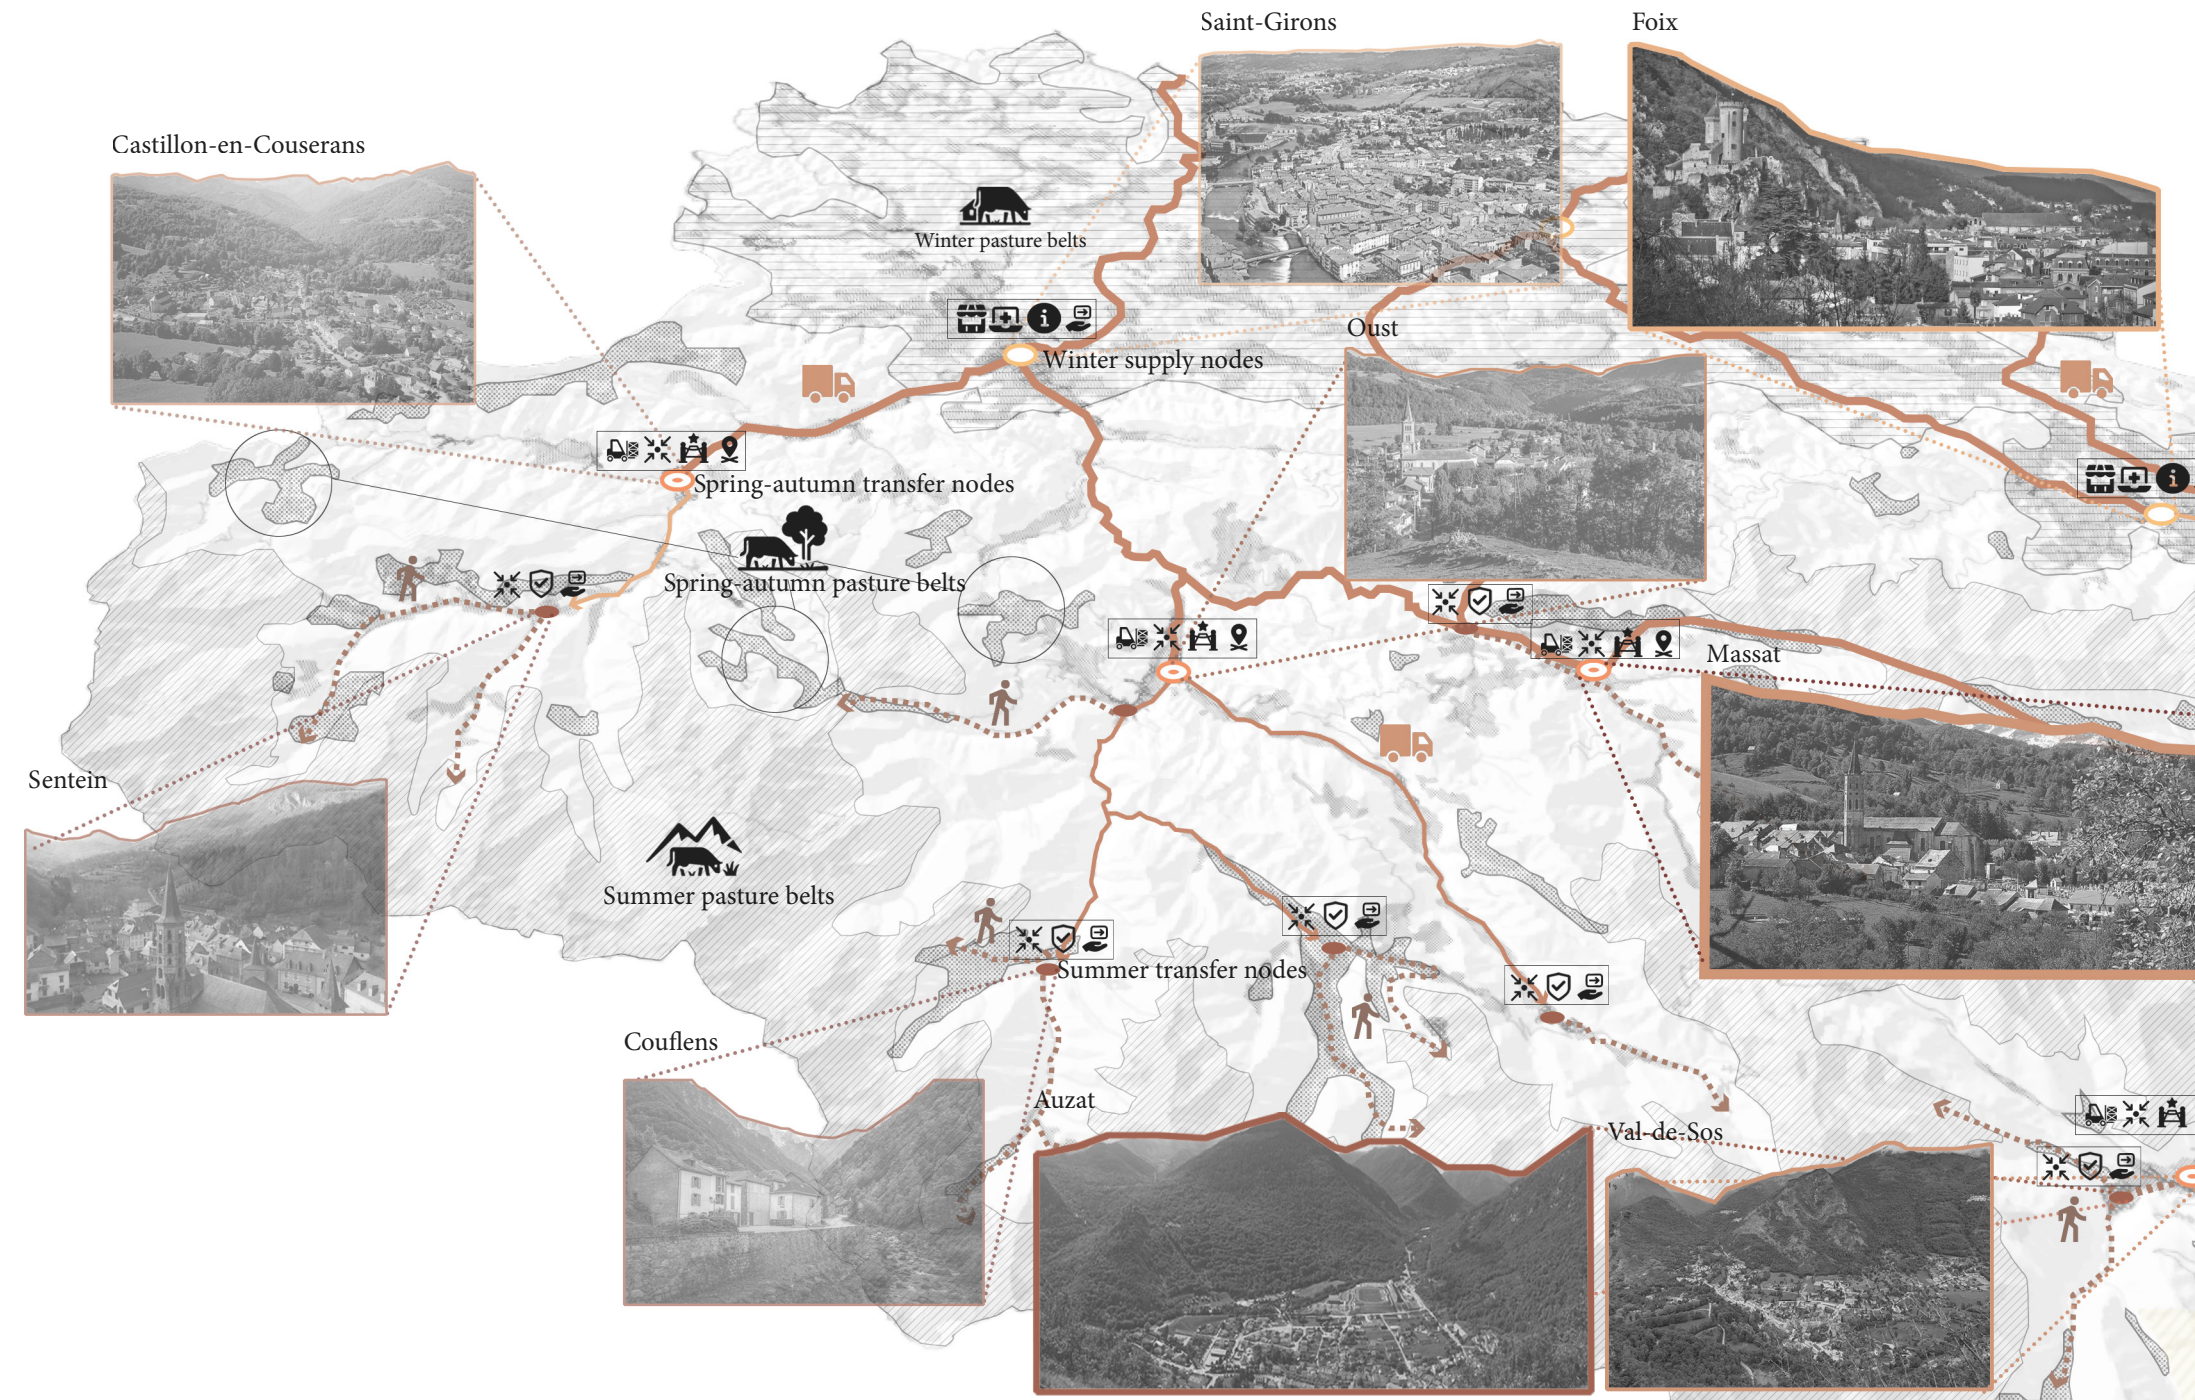 Saint-Girons
Foix
Castillon-en-Couserans
Winter pasture belts
Oust
Winter supply nodes
Spring-autumn transfer nodes
Spring-autumn pasture belts
Massat
Sentein
Summer pasture belts
Summer transfer nodes
Couflens
Auzat
Val-de-Sos